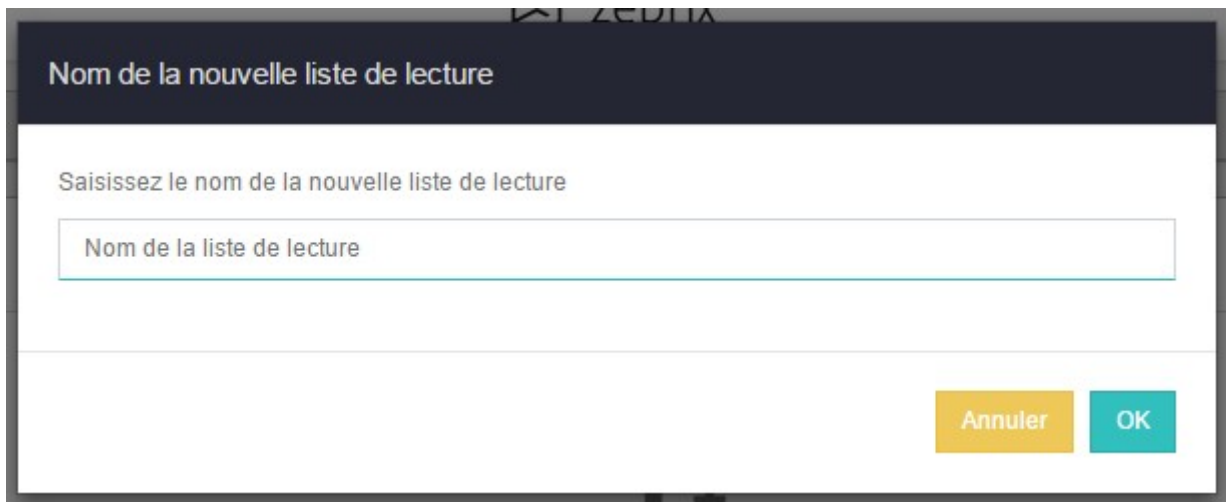 zebrix
Nom de la nouvelle liste de lecture
Saisissez le nom de la nouvelle liste de lecture
Nom de la liste de lecture
Annuler OK